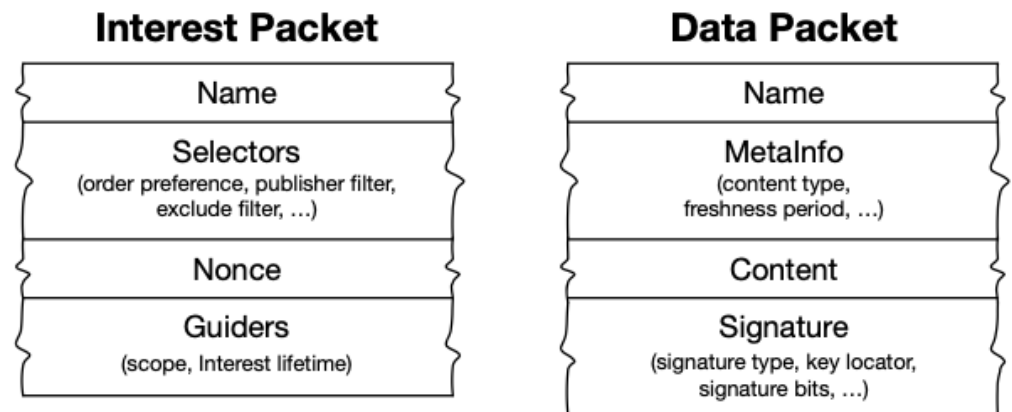 Interest Packet
Name
Selectors
(order preference, publisher filter,
exclude filter, ...)
Nonce
Guiders
(scope, Interest lifetime)
Data Packet
Name
MetaInfo
(content type,
freshness period, ...)
Content
Signature
(signature type, key locator,
signature bits, ...)